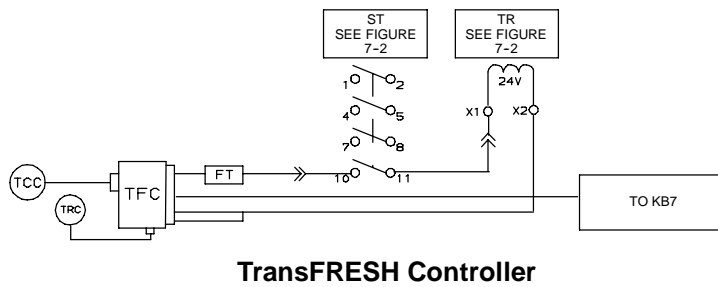 ST
SEE FIGURE
7-2
TR
SEE FIGURE
7-2
24V
1 2
4 5
7 8
10 11
X1 X2
TCC
TRC
TFC
FT
TO KB7
TransFRESH Controller